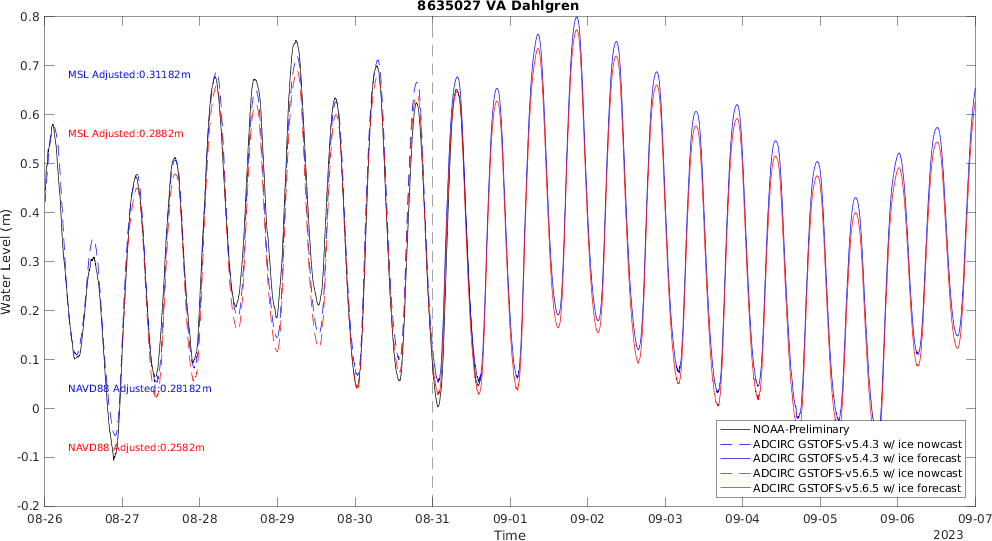 8635027 VA Dahlgren
0.8
0.7
0.6
0.5
0.4
0.3
0.2
0.1
0
-0.1
-0.2
Water Level (m)
MSL Adjusted:0.31182m
MSL Adjusted:0.2882m
NAVD88 Adjusted:0.28182m
NAVD88 Adjusted:0.2582m
NOAA-Preliminary
ADCIRC GSTOFS-v5.4.3 w/ ice nowcast
ADCIRC GSTOFS-v5.4.3 w/ ice forecast
ADCIRC GSTOFS-v5.6.5 w/ ice nowcast
ADCIRC GSTOFS-v5.6.5 w/ ice forecast
08-26 08-27 08-28 08-29 08-30 08-31 09-01 09-02 09-03 09-04 09-05 09-06 09-07
Time
2023